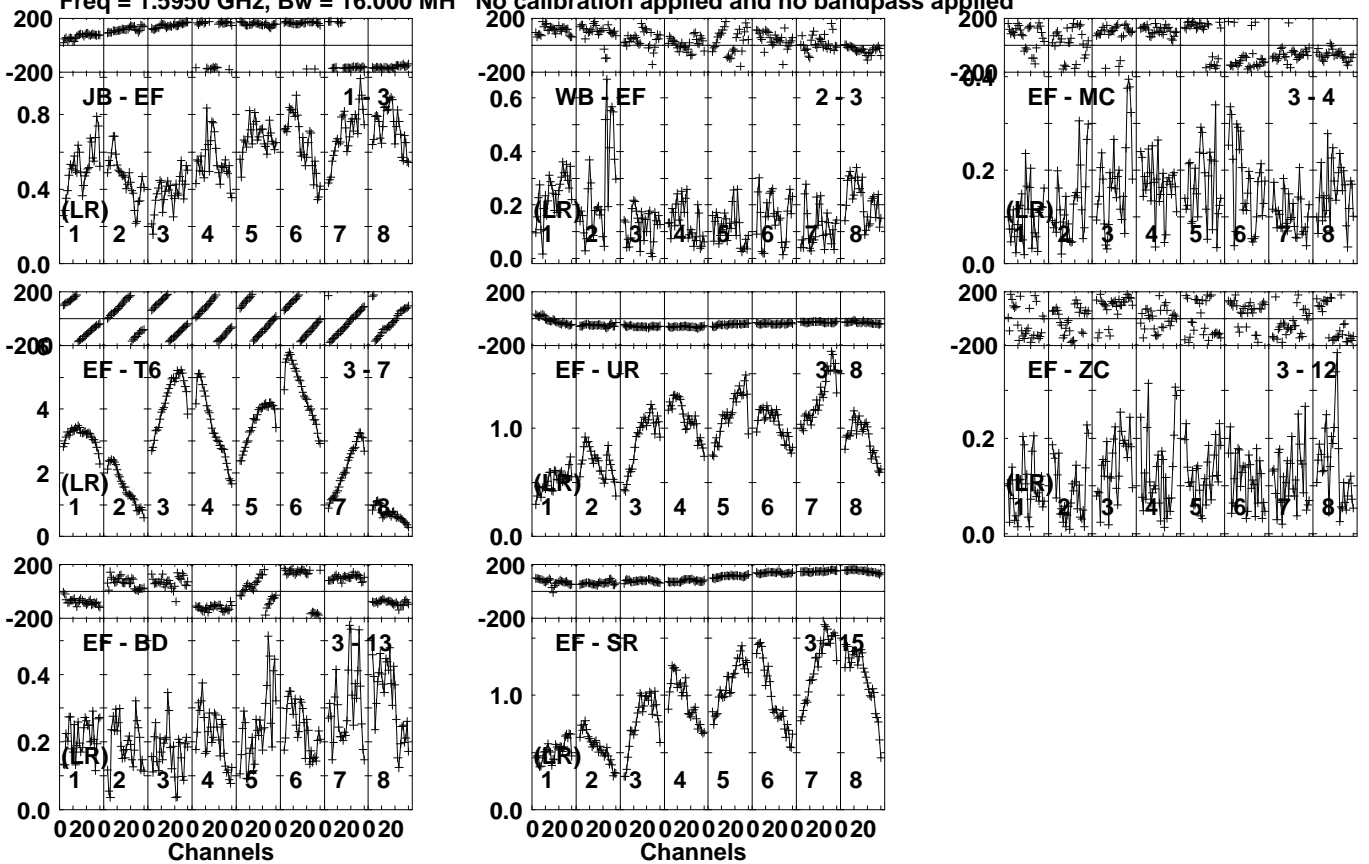 Freq = 1.5950 GHz, Bw = 16.000 MH No calibration applied and no bandpass applied
200
-200
JB - EF 1 - 3
0.8
0.4
(LR)
1 2 3 4 5 6 7 8
0.0
200
-200
WB - EF 2 - 3
0.6
0.4
0.2
(LR)
1 2 3 4 5 6 7 8
0.0
200
-200
0.4
EF - MC 3 - 4
0.2
(LR)
1 2 3 4 5 6 7 8
0.0
200
-200
6
EF - T6 3 - 7
4
2
(LR)
1 2 3 4 5 6 7 8
0
200
-200
EF - UR 3 - 8
1.0
(LR)
1 2 3 4 5 6 7 8
0.0
200
-200
EF - ZC 3 - 12
0.2
(LR)
1 2 3 4 5 6 7 8
0.0
200
-200
EF - BD 3 - 13
0.4
0.2
(LR)
1 2 3 4 5 6 7 8
0.0
0 20 0 20 0 20 0 20 0 20 0 20 0 20 0 20
Channels
200
-200
EF - SR 3 - 15
1.0
(LR)
1 2 3 4 5 6 7 8
0.0
0 20 0 20 0 20 0 20 0 20 0 20 0 20 0 20
Channels